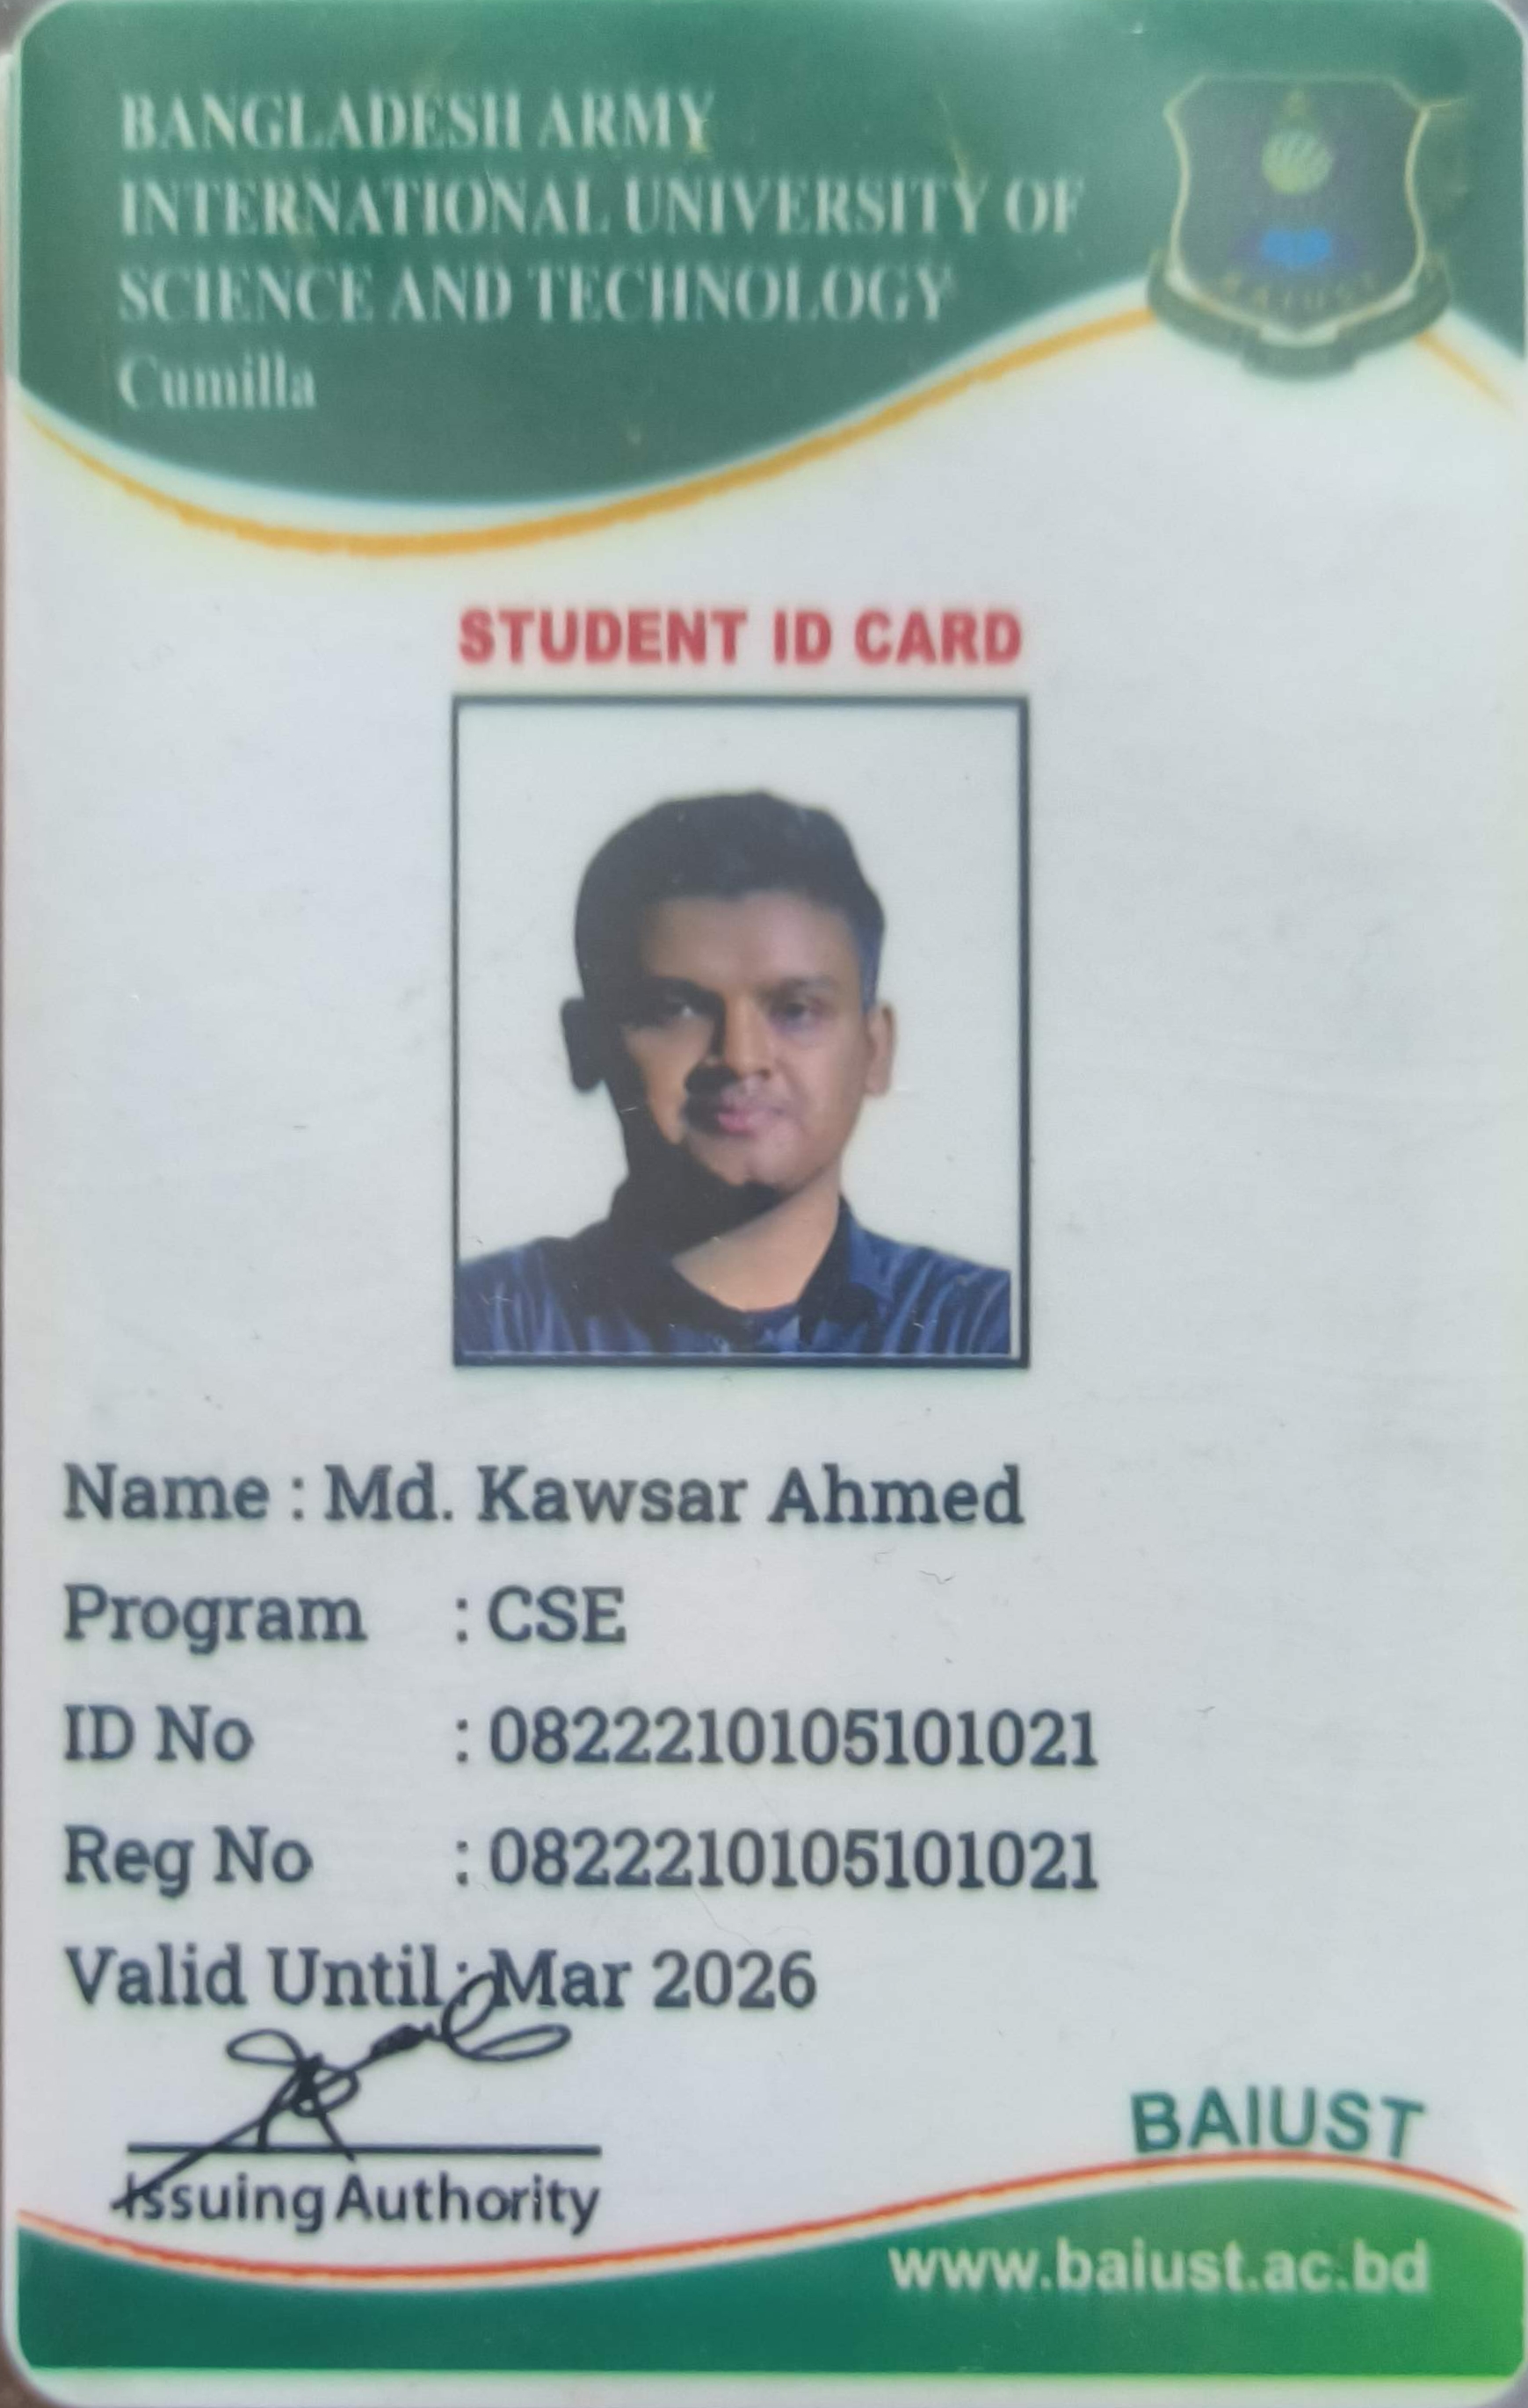 BANGLADESH ARMY
INTERNATIONAL UNIVERSITY OF
SCIENCE AND TECHNOLOGY
Cumilla
BAIUST
STUDENT ID CARD
Name : Md. Kawsar Ahmed
Program : CSE
ID No : 0822210105101021
Reg No : 0822210105101021
Valid Until : Mar 2026
Issuing Authority
BAIUST
www.baiust.ac.bd